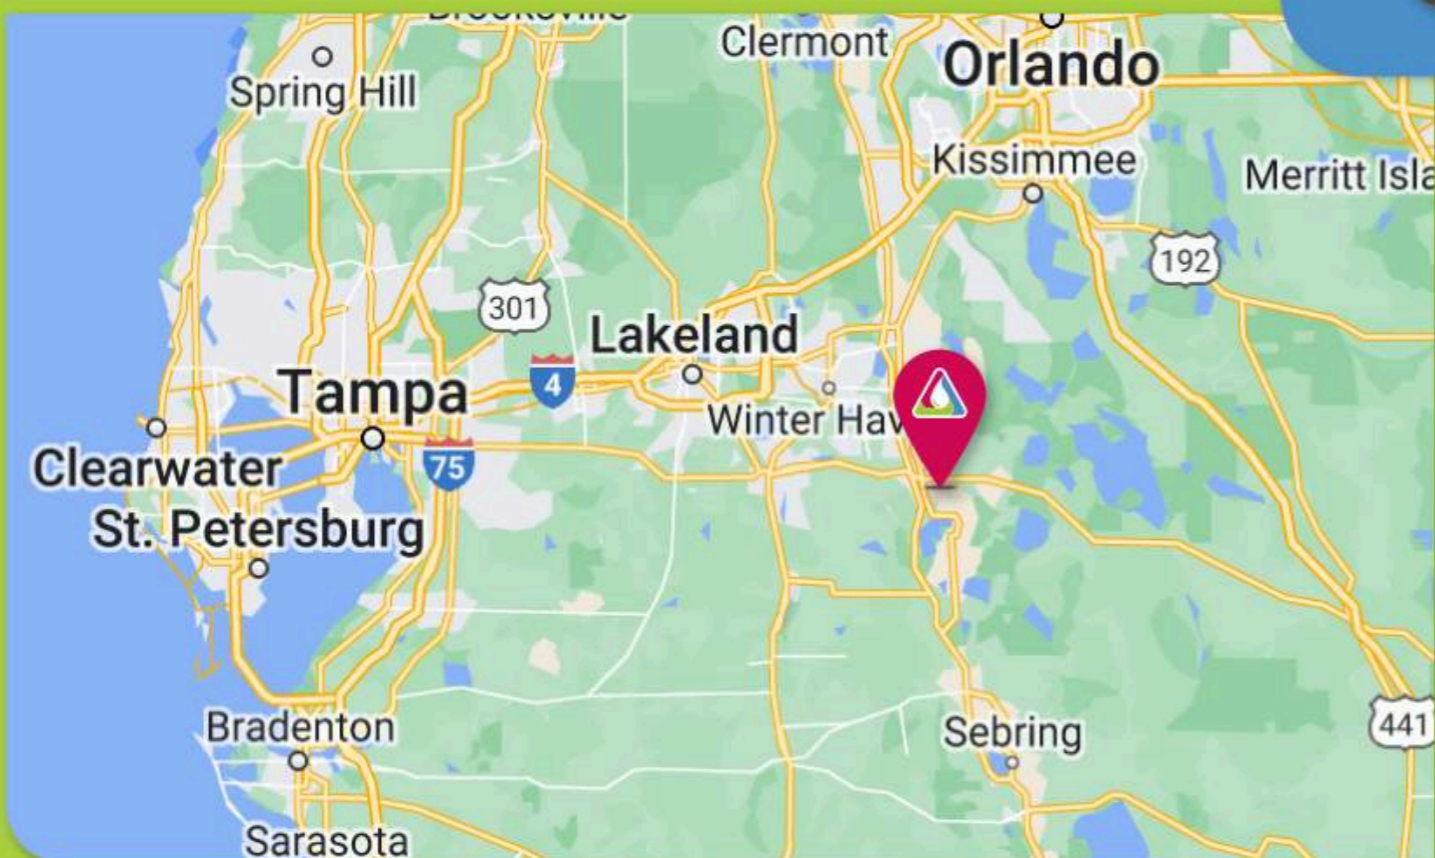 Brooksville
Clermont
Orlando
Spring Hill
Kissimmee
Merritt Isla
192
301
Lakeland
4
Tampa
Winter Hav
Clearwater
75
St. Petersburg
441
Bradenton
Sebring
Sarasota